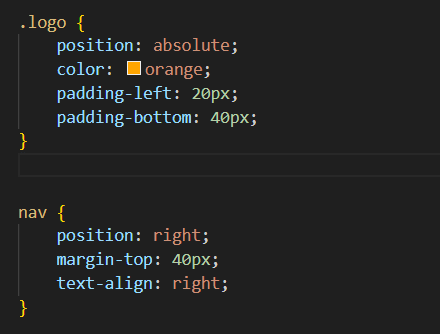 .logo {
    position: absolute;
    color: orange;
    padding-left: 20px;
    padding-bottom: 40px;
}
nav {
    position: right;
    margin-top: 40px;
    text-align: right;
}